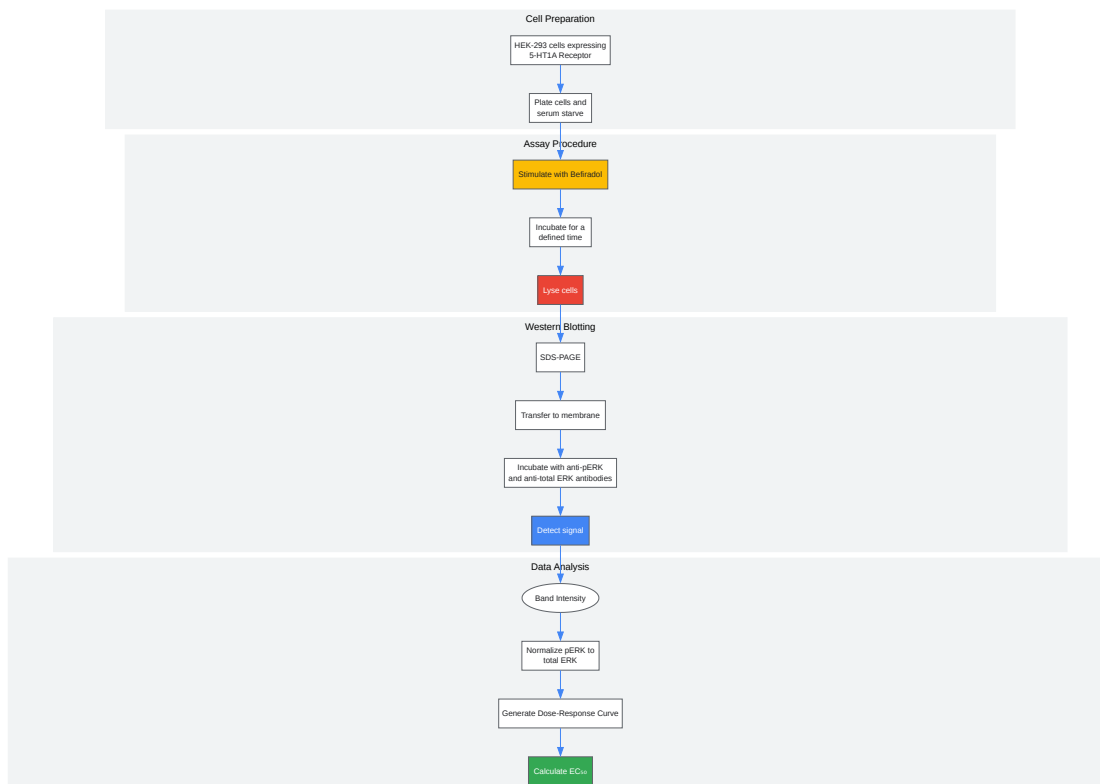 Cell Preparation
HEK-293 cells expressing
5-HT1A Receptor
Plate cells and
serum starve
Assay Procedure
Stimulate with Befiradol
Incubate for a
defined time
Lyse cells
Western Blotting
SDS-PAGE
Transfer to membrane
Incubate with anti-pERK
and anti-total ERK antibodies
Detect signal
Data Analysis
Band Intensity
Normalize pERK to
total ERK
Generate Dose-Response Curve
Calculate EC₅₀